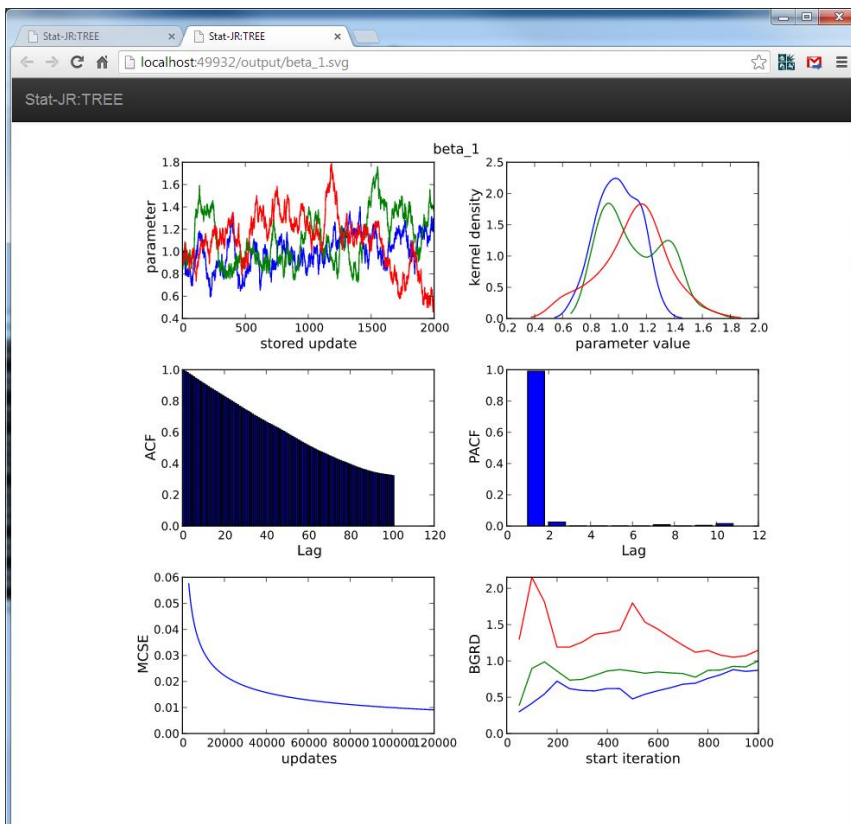 Stat-JR:TREE
Stat-JR:TREE
localhost:49932/output/beta_1.svg
Stat-JR:TREE
beta_1
parameter
1.8
1.6
1.4
1.2
1.0
0.8
0.6
0.4
0 500 1000 1500 2000
stored update
kernel density
2.5
2.0
1.5
1.0
0.5
0.0
0.2 0.4 0.6 0.8 1.0 1.2 1.4 1.6 1.8 2.0
parameter value
ACF
1.0
0.8
0.6
0.4
0.2
0.0
0 20 40 60 80 100 120
Lag
PACF
1.0
0.8
0.6
0.4
0.2
0.0
0 2 4 6 8 10 12
Lag
MCSE
0.06
0.05
0.04
0.03
0.02
0.01
0.00
0 20000 40000 60000 80000 100000 120000
updates
BGRD
2.0
1.5
1.0
0.5
0.0
0 200 400 600 800 1000
start iteration